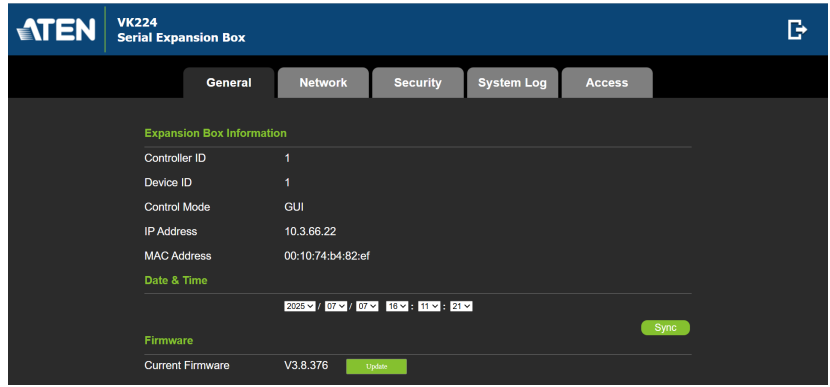 ATEN
VK224
Serial Expansion Box
General Network Security System Log Access
Expansion Box Information
Controller ID 1
Device ID 1
Control Mode GUI
IP Address 10.3.66.22
MAC Address 00:10:74:b4:82:ef
Date & Time
2025 / 07 / 07 16 : 11 : 21
Sync
Firmware
Current Firmware V3.8.376 Update